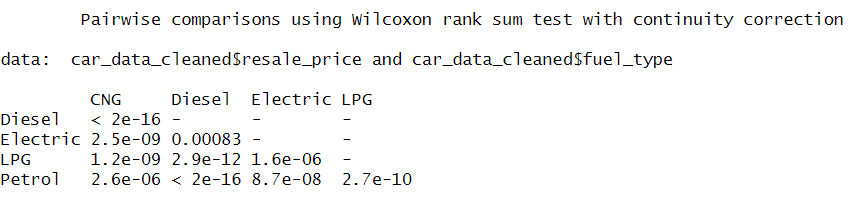 Pairwise comparisons using Wilcoxon rank sum test with continuity correction
data:  car_data_cleaned$resale_price and car_data_cleaned$fuel_type
         CNG     Diesel  Electric LPG
Diesel   < 2e-16 -       -        -
Electric 2.5e-09 0.00083 -        -
LPG      1.2e-09 2.9e-12 1.6e-06  -
Petrol   2.6e-06 < 2e-16 8.7e-08  2.7e-10